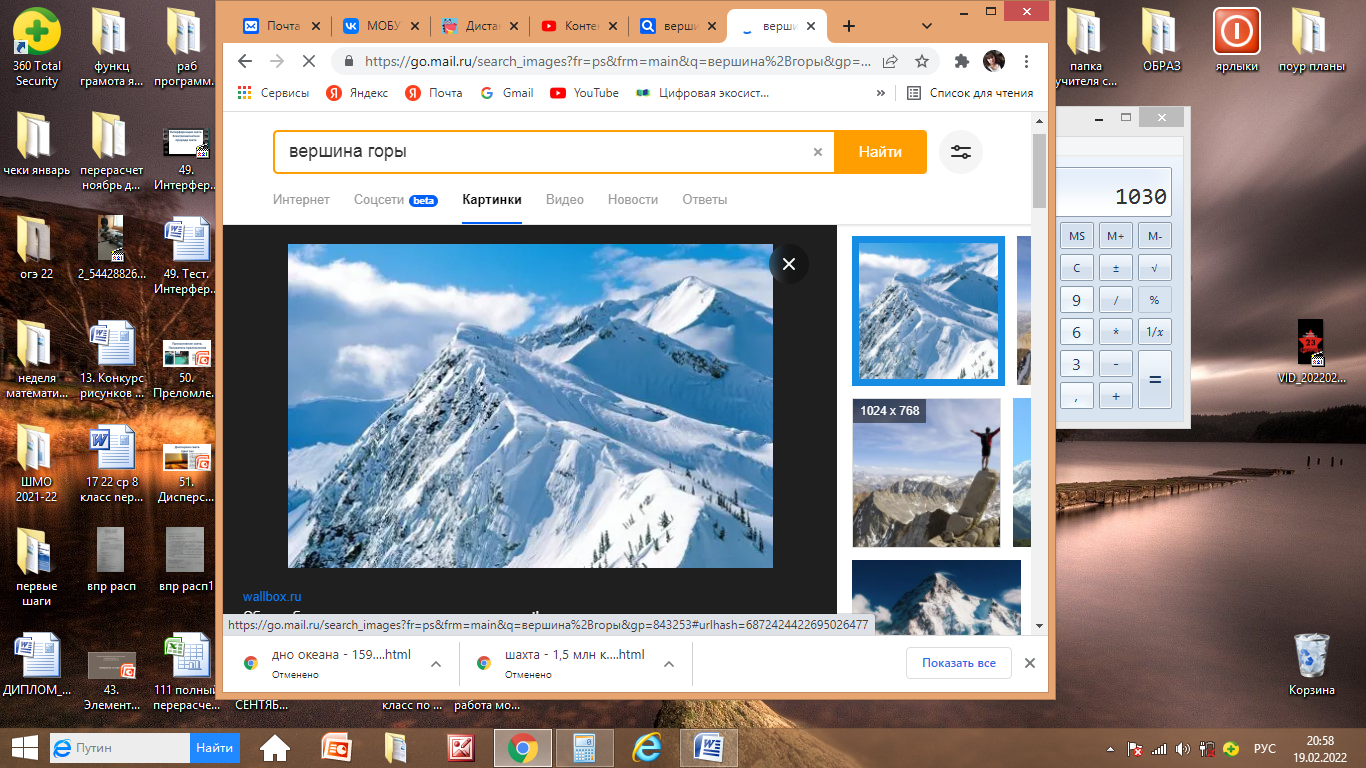 360 Total
Security
функц
грамота я...
раб
программ...
чеки январь
перерасчет
ноябрь д...
49.
Интерфер...
огэ 22
2_54428826...
49. Тест.
Интерфер...
неделя
математи...
13. Конкурс
рисунков ...
50.
Преломле...
ШМО
2021-22
17 22 ср 8
класс пер...
51.
Дисперс...
первые
шаги
впр расп
впр расп1
ДИПЛОМ_...
43.
Элемент...
111 полный
перерасче...
СЕНТЯБ...
класс по ...
работа мо...
Почта
МОБУ
Диста
Конте
верши
верши
https://go.mail.ru/search_images?fr=ps&frm=main&q=вершина%2Bгоры&gp=...
Сервисы
Яндекс
Почта
Gmail
YouTube
Цифровая экосист...
»
Список для чтения
вершина горы
Найти
Интернет
Соцсети beta
Картинки
Видео
Новости
Ответы
1024 x 768
wallbox.ru
https://go.mail.ru/search_images?fr=ps&frm=main&q=вершина%2Bгоры&gp=843253#urlhash=6872424422695026477
дно океана - 159....html
Отменено
шахта - 1,5 млн к....html
Отменено
Показать все
папка
учителя с...
ОБРАЗ
ярлыки
поур планы
1030
MS M+ M-
C ± √
9 / %
6 * 1/x
3 - =
, +
23
VID_202202...
Корзина
Путин
Найти
РУС
20:58
19.02.2022